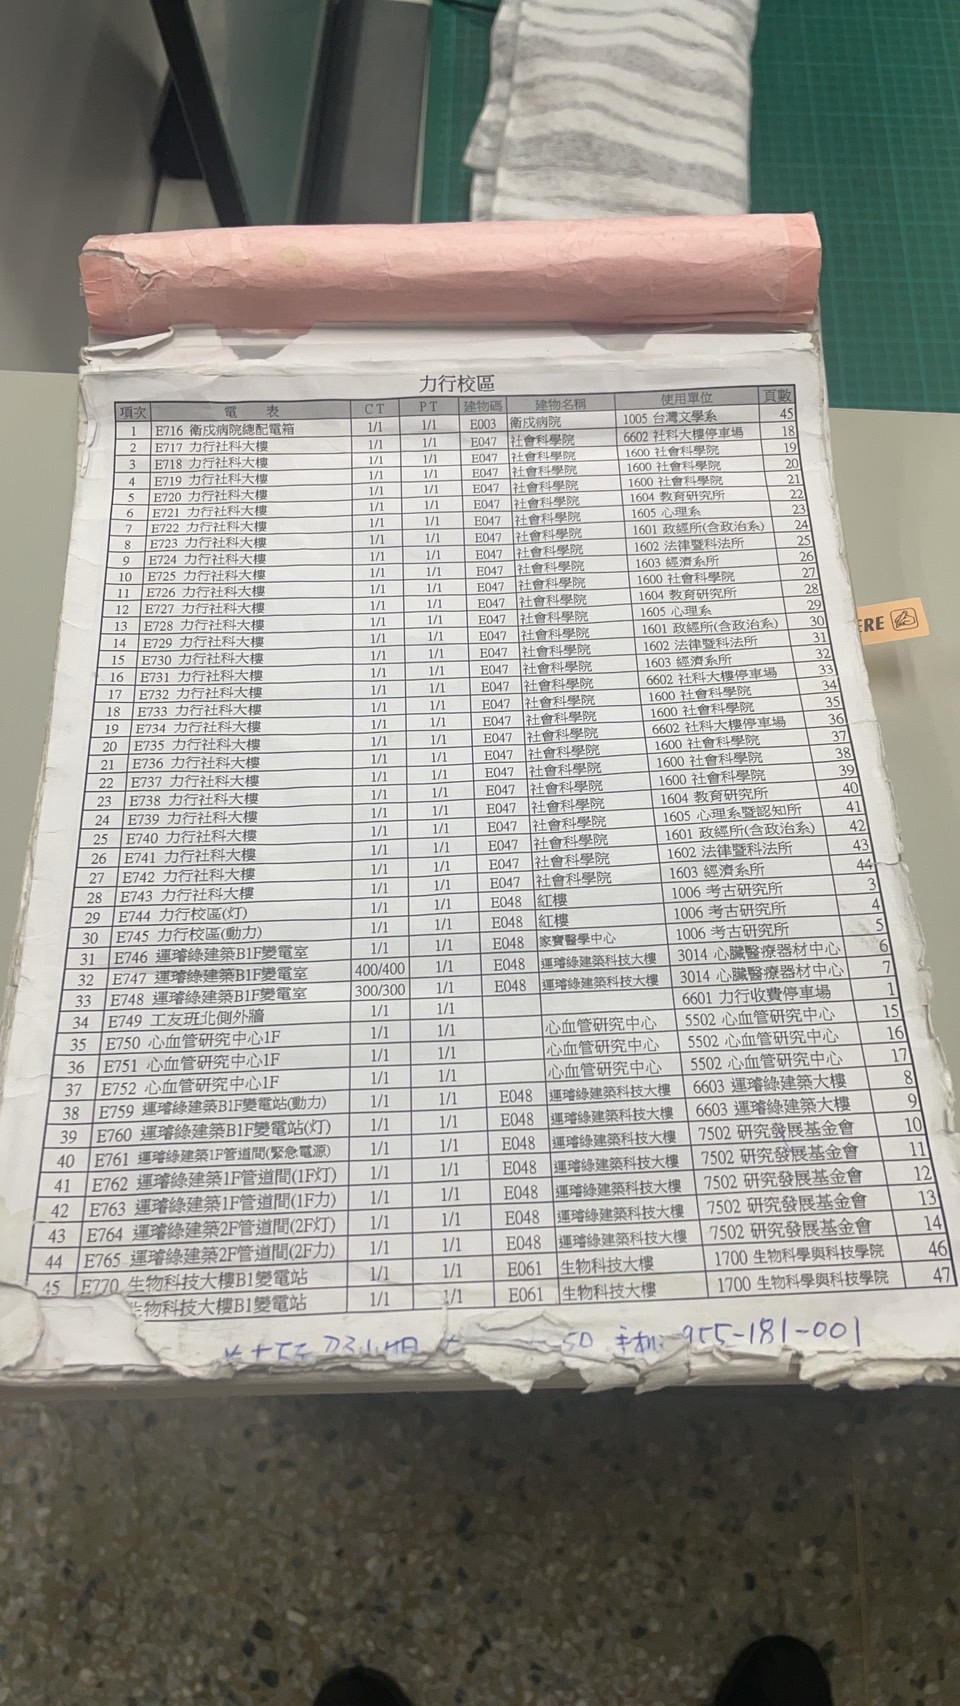 力行校區
項次 電表 CT PT 建物碼 建物名稱 使用單位 頁數
1 E716 衛戍病院總配電箱 1/1 1/1 E003 衛戍病院 1005 台灣文學系 45
2 E717 力行社科大樓 1/1 1/1 E047 社會科學院 6602 社科大樓停車場 18
3 E718 力行社科大樓 1/1 1/1 E047 社會科學院 1600 社會科學院 19
4 E719 力行社科大樓 1/1 1/1 E047 社會科學院 1600 社會科學院 20
5 E720 力行社科大樓 1/1 1/1 E047 社會科學院 1600 社會科學院 21
6 E721 力行社科大樓 1/1 1/1 E047 社會科學院 1604 教育研究所 22
7 E722 力行社科大樓 1/1 1/1 E047 社會科學院 1605 心理系 23
8 E723 力行社科大樓 1/1 1/1 E047 社會科學院 1601 政經所(含政治系) 24
9 E724 力行社科大樓 1/1 1/1 E047 社會科學院 1602 法律暨科法所 25
10 E725 力行社科大樓 1/1 1/1 E047 社會科學院 1603 經濟系所 26
11 E726 力行社科大樓 1/1 1/1 E047 社會科學院 1600 社會科學院 27
12 E727 力行社科大樓 1/1 1/1 E047 社會科學院 1604 教育研究所 28
13 E728 力行社科大樓 1/1 1/1 E047 社會科學院 1605 心理系 29
14 E729 力行社科大樓 1/1 1/1 E047 社會科學院 1601 政經所(含政治系) 30
15 E730 力行社科大樓 1/1 1/1 E047 社會科學院 1602 法律暨科法所 31
16 E731 力行社科大樓 1/1 1/1 E047 社會科學院 1603 經濟系所 32
17 E732 力行社科大樓 1/1 1/1 E047 社會科學院 6602 社科大樓停車場 33
18 E733 力行社科大樓 1/1 1/1 E047 社會科學院 1600 社會科學院 34
19 E734 力行社科大樓 1/1 1/1 E047 社會科學院 1600 社會科學院 35
20 E735 力行社科大樓 1/1 1/1 E047 社會科學院 6602 社科大樓停車場 36
21 E736 力行社科大樓 1/1 1/1 E047 社會科學院 1600 社會科學院 37
22 E737 力行社科大樓 1/1 1/1 E047 社會科學院 1600 社會科學院 38
23 E738 力行社科大樓 1/1 1/1 E047 社會科學院 1600 社會科學院 39
24 E739 力行社科大樓 1/1 1/1 E047 社會科學院 1604 教育研究所 40
25 E740 力行社科大樓 1/1 1/1 E047 社會科學院 1605 心理系暨認知所 41
26 E741 力行社科大樓 1/1 1/1 E047 社會科學院 1601 政經所(含政治系) 42
27 E742 力行社科大樓 1/1 1/1 E047 社會科學院 1602 法律暨科法所 43
28 E743 力行社科大樓 1/1 1/1 E047 社會科學院 1603 經濟系所 44
29 E744 力行校區(灯) 1/1 1/1 E048 紅樓 1006 考古研究所 3
30 E745 力行校區(動力) 1/1 1/1 E048 紅樓 1006 考古研究所 4
31 E746 運璿綠建築B1F變電室 1/1 1/1 E048 家寶醫學中心 1006 考古研究所 5
32 E747 運璿綠建築B1F變電室 400/400 1/1 E048 運璿綠建築科技大樓 3014 心臟醫療器材中心 6
33 E748 運璿綠建築B1F變電室 300/300 1/1 E048 運璿綠建築科技大樓 3014 心臟醫療器材中心 7
34 E749 工友班北側外牆 1/1 1/1 6601 力行收費停車場 1
35 E750 心血管研究中心1F 1/1 1/1 心血管研究中心 5502 心血管研究中心 15
36 E751 心血管研究中心1F 1/1 1/1 心血管研究中心 5502 心血管研究中心 16
37 E752 心血管研究中心1F 1/1 1/1 心血管研究中心 5502 心血管研究中心 17
38 E759 運璿綠建築B1F變電站(動力) 1/1 1/1 E048 運璿綠建築科技大樓 6603 運璿綠建築大樓 8
39 E760 運璿綠建築B1F變電站(灯) 1/1 1/1 E048 運璿綠建築科技大樓 6603 運璿綠建築大樓 9
40 E761 運璿綠建築1F管道間(緊急電源) 1/1 1/1 E048 運璿綠建築科技大樓 7502 研究發展基金會 10
41 E762 運璿綠建築1F管道間(1F灯) 1/1 1/1 E048 運璿綠建築科技大樓 7502 研究發展基金會 11
42 E763 運璿綠建築1F管道間(1F力) 1/1 1/1 E048 運璿綠建築科技大樓 7502 研究發展基金會 12
43 E764 運璿綠建築2F管道間(2F灯) 1/1 1/1 E048 運璿綠建築科技大樓 7502 研究發展基金會 13
44 E765 運璿綠建築2F管道間(2F力) 1/1 1/1 E048 運璿綠建築科技大樓 7502 研究發展基金會 14
45 E770 生物科技大樓B1變電站 1/1 1/1 E061 生物科技大樓 1700 生物科學與科技學院 46
生物科技大樓B1變電站 1/1 1/1 E061 生物科技大樓 1700 生物科學與科技學院 47
50 手机: 955-181-001
ERE